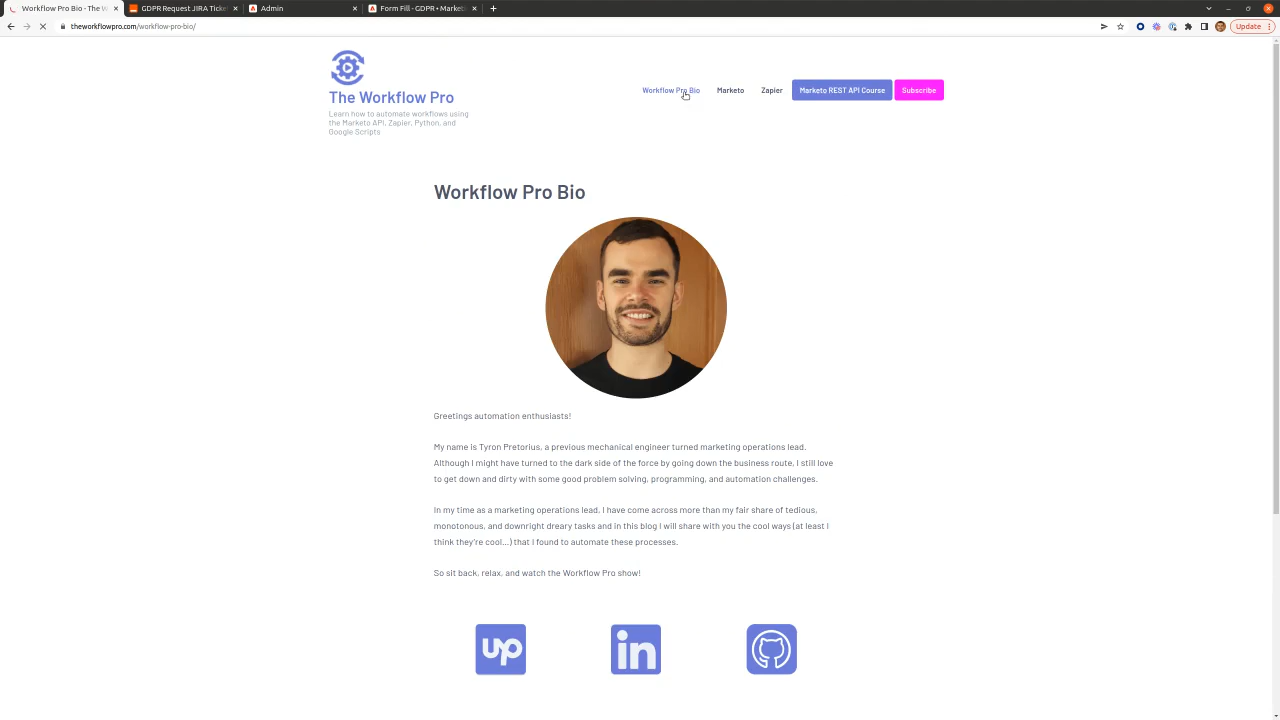 Workflow Pro Bio - The W
GDPR Request JIRA Ticke
Admin
Form Fill • GDPR • Market
theworkflowpro.com/workflow-pro-bio/
Update
The Workflow Pro
Learn how to automate workflows using
the Marketo API, Zapier, Python, and
Google Scripts
Workflow Pro Bio
Marketo
Zapier
Marketo REST API Course
Subscribe
Workflow Pro Bio
Greetings automation enthusiasts!
My name is Tyron Pretorius, a previous mechanical engineer turned marketing operations lead.
Although I might have turned to the dark side of the force by going down the business route, I still love
to get down and dirty with some good problem solving, programming, and automation challenges.
In my time as a marketing operations lead, I have come across more than my fair share of tedious,
monotonous, and downright dreary tasks and in this blog I will share with you the cool ways (at least I
think they're cool...) that I found to automate these processes.
So sit back, relax, and watch the Workflow Pro show!
up
in